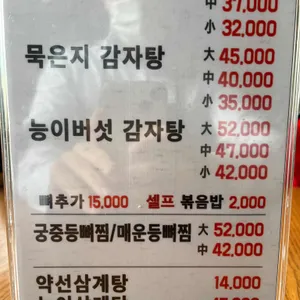 中 37,000
小 32,000
묵은지 감자탕 大 45,000
中 40,000
小 35,000
능이버섯 감자탕 大 52,000
中 47,000
小 42,000
뼈추가 15,000 셀프 볶음밥 2,000
궁중등뼈찜/매운등뼈찜 大 52,000
中 42,000
약선삼계탕 14,000